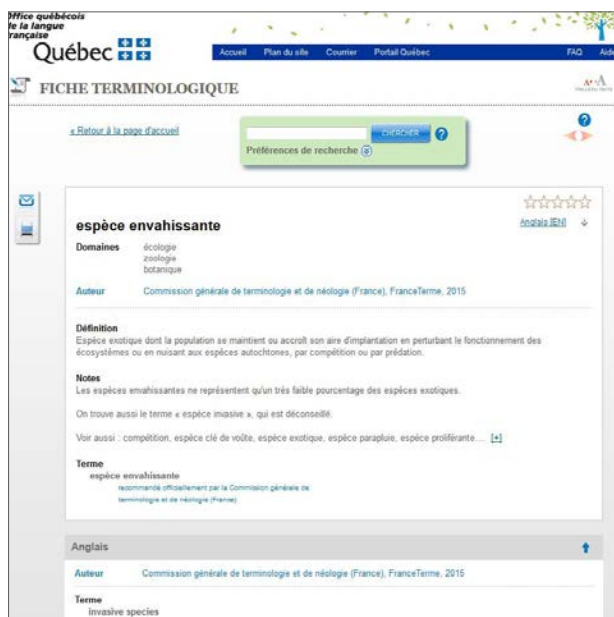 Office québécois
de la langue
française
Québec
Accueil Plan du site Courrier Portail Québec FAQ Aide
FICHE TERMINOLOGIQUE
« Retour à la page d'accueil
CHERCHER
Préférences de recherche
espèce envahissante
Anglais [EN]
Domaines écologie
zoologie
botanique
Auteur Commission générale de terminologie et de néologie (France), FranceTerme, 2015
Définition
Espèce exotique dont la population se maintient ou accroît son aire d'implantation en perturbant le fonctionnement des
écosystèmes ou en nuisant aux espèces autochtones, par compétition ou par prédation.
Notes
Les espèces envahissantes ne représentent qu'un très faible pourcentage des espèces exotiques.
On trouve aussi le terme « espèce invasive », qui est déconseillé.
Voir aussi : compétition, espèce clé de voûte, espèce exotique, espèce parapluie, espèce proliférante... [+]
Terme
espèce envahissante
recommandé officiellement par la Commission générale de
terminologie et de néologie (France)
Anglais
Auteur Commission générale de terminologie et de néologie (France), FranceTerme, 2015
Terme
invasive species